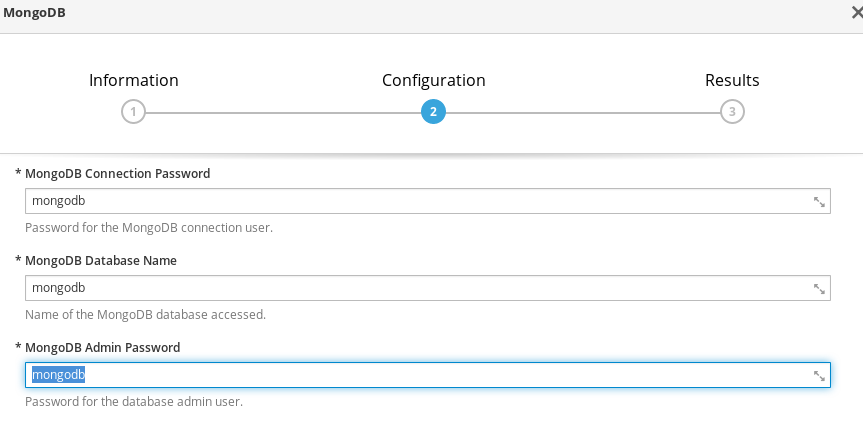 MongoDB
Information Configuration Results
1 2 3
* MongoDB Connection Password
mongodb
Password for the MongoDB connection user.
* MongoDB Database Name
mongodb
Name of the MongoDB database accessed.
* MongoDB Admin Password
mongodb
Password for the database admin user.